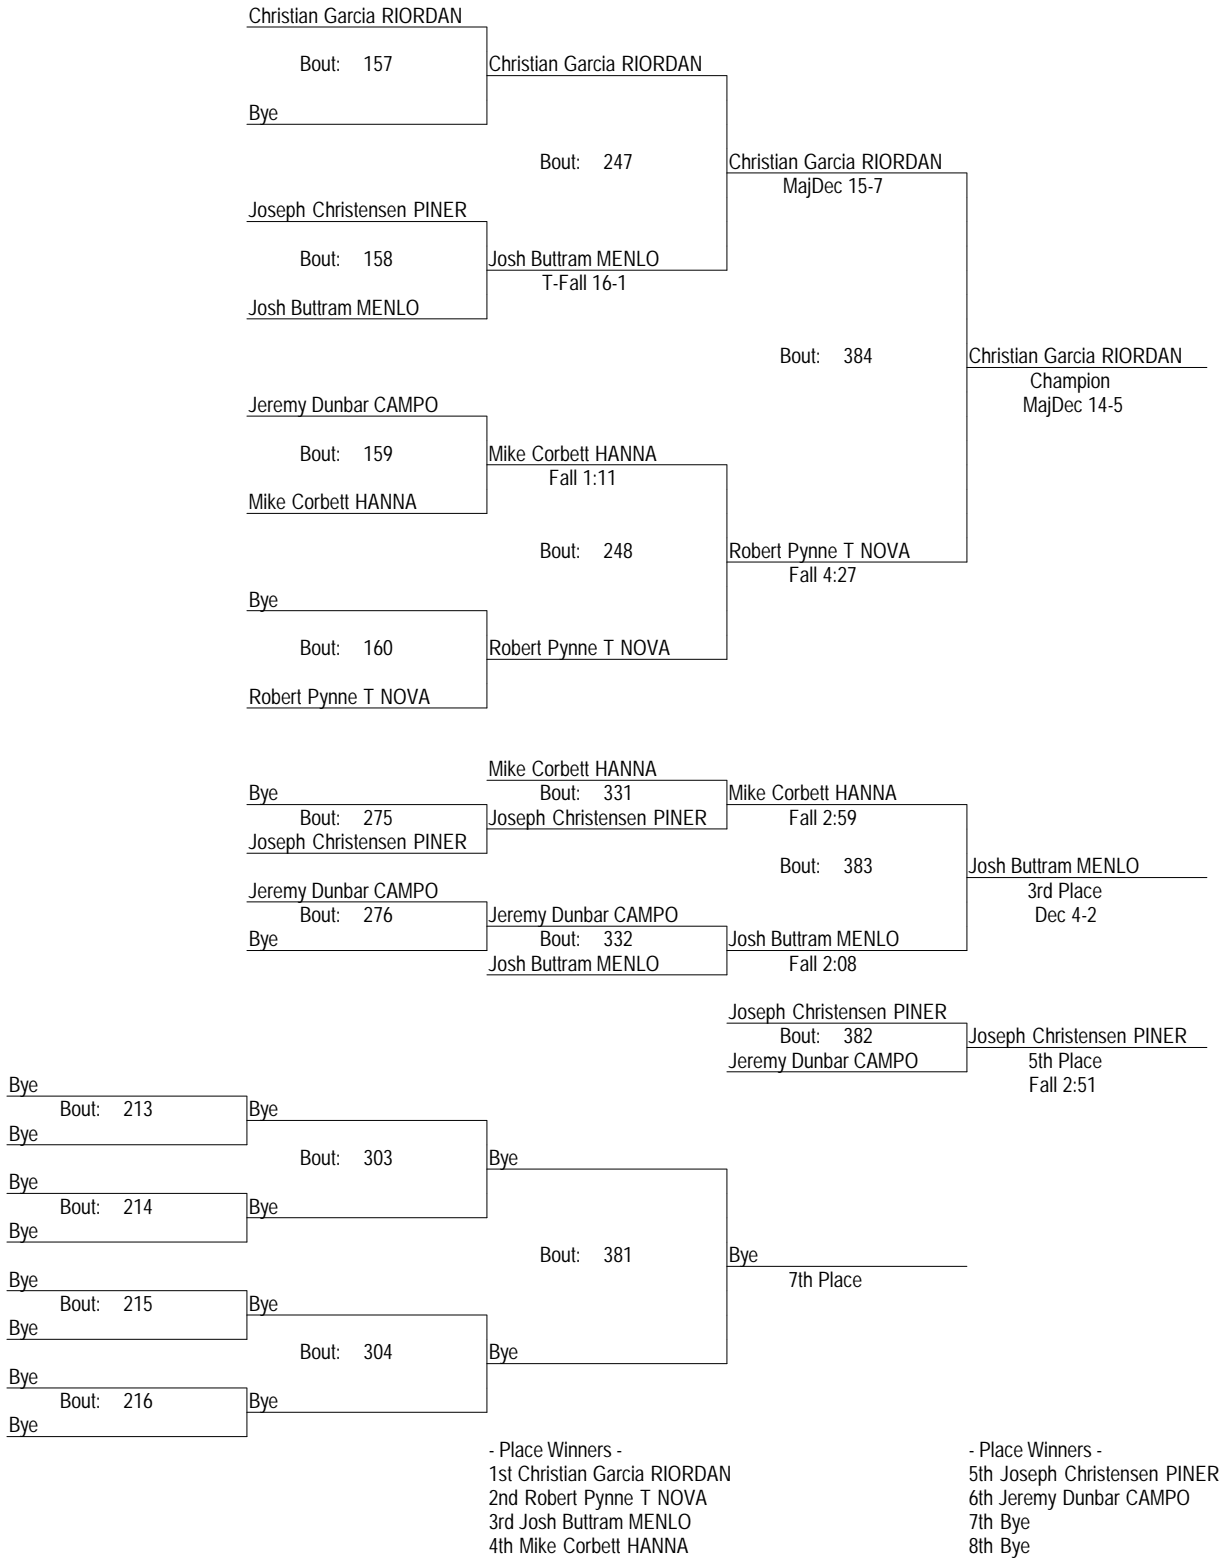 Christian Garcia RIORDAN
Bout: 157
Christian Garcia RIORDAN
Bye
Bout: 247
Christian Garcia RIORDAN
MajDec 15-7
Joseph Christensen PINER
Bout: 158
Josh Buttram MENLO
T-Fall 16-1
Josh Buttram MENLO
Bout: 384
Christian Garcia RIORDAN
Champion
MajDec 14-5
Jeremy Dunbar CAMPO
Bout: 159
Mike Corbett HANNA
Fall 1:11
Mike Corbett HANNA
Bout: 248
Robert Pynne T NOVA
Fall 4:27
Bye
Bout: 160
Robert Pynne T NOVA
Robert Pynne T NOVA
Mike Corbett HANNA
Bye
Bout: 331
Mike Corbett HANNA
Bout: 275
Joseph Christensen PINER
Fall 2:59
Joseph Christensen PINER
Bout: 383
Josh Buttram MENLO
3rd Place
Dec 4-2
Jeremy Dunbar CAMPO
Bout: 276
Jeremy Dunbar CAMPO
Bye
Bout: 332
Josh Buttram MENLO
Josh Buttram MENLO
Fall 2:08
Joseph Christensen PINER
Bout: 382
Joseph Christensen PINER
Jeremy Dunbar CAMPO
5th Place
Fall 2:51
Bye
Bout: 213
Bye
Bye
Bout: 303
Bye
Bye
Bout: 214
Bye
Bye
Bout: 381
Bye
7th Place
Bye
Bout: 215
Bye
Bye
Bout: 304
Bye
Bye
Bout: 216
Bye
Bye
- Place Winners -
1st Christian Garcia RIORDAN
2nd Robert Pynne T NOVA
3rd Josh Buttram MENLO
4th Mike Corbett HANNA
- Place Winners -
5th Joseph Christensen PINER
6th Jeremy Dunbar CAMPO
7th Bye
8th Bye